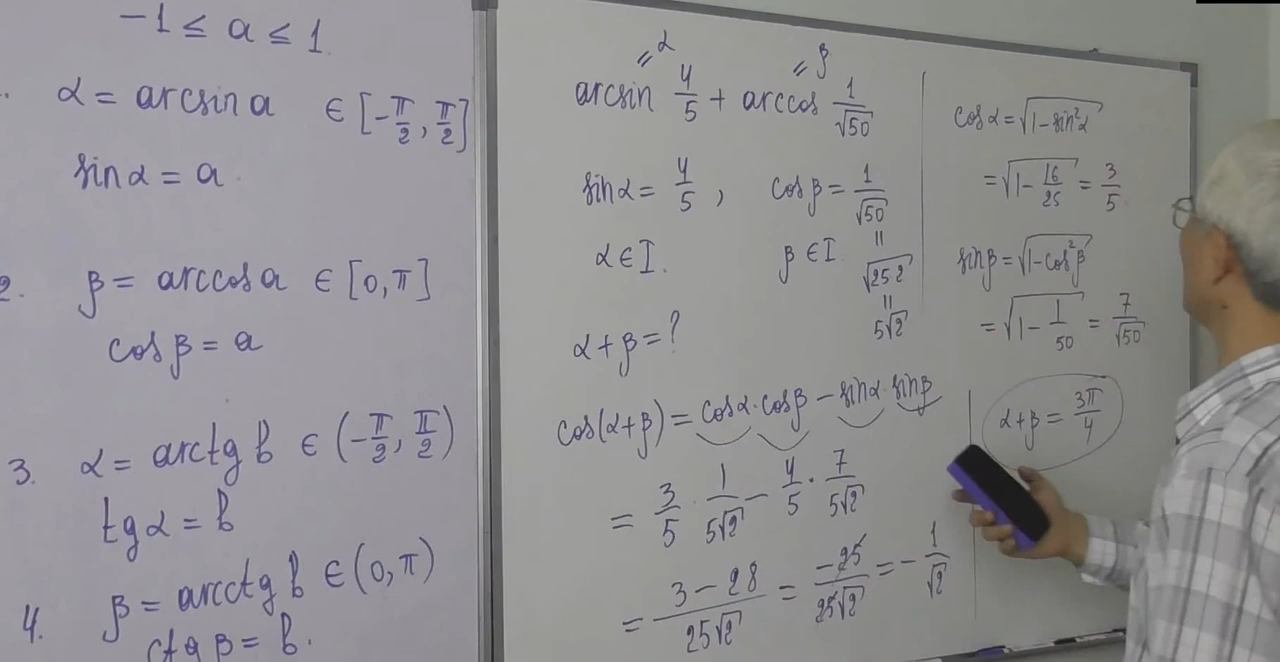 -1 ≤ a ≤ 1.
α = arcsin a ∈ [-π/2, π/2]
sin α = a
2. β = arccos a ∈ [0, π]
cos β = a
3. α = arctg b ∈ (-π/2, π/2)
tg α = b
4. β = arcctg b ∈ (0, π)
ctg β = b.
= α = β
arcsin 4/5 + arccos 1/√50
sin α = 4/5, cos β = 1/√50
α ∈ I. β ∈ I = √25·2
= 5√2
α + β = ?
cos(α+β) = cos α · cos β - sin α · sin β
= 3/5 · 1/5√2 - 4/5 · 7/5√2
= 3 - 28/25√2 = -25/25√2 = - 1/√2
cos α = √1 - sin²α
= √1 - 16/25 = 3/5
sin β = √1 - cos²β
= √1 - 1/50 = 7/√50
α + β = 3π/4